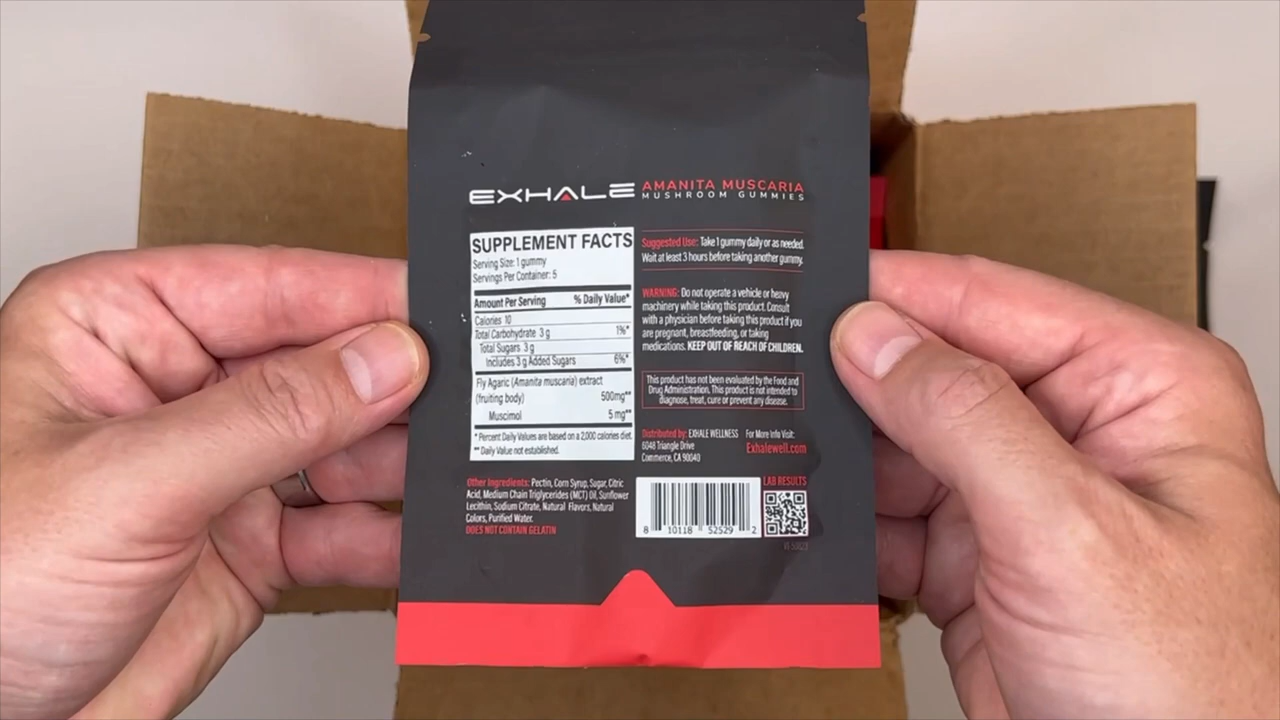 EXHALE
AMANITA MUSCARIA
MUSHROOM GUMMIES
SUPPLEMENT FACTS
Serving Size: 1 gummy
Servings Per Container: 5
Amount Per Serving % Daily Value*
Calories 10
Total Carbohydrate 3 g 1%*
Total Sugars 3 g
Includes 3 g Added Sugars 6%*
Fly Agaric (Amanita muscaria) extract
(fruiting body) 500mg**
Muscimol 5 mg**
* Percent Daily Values are based on a 2,000 calories diet.
** Daily Value not established.
Other Ingredients: Pectin, Corn Syrup, Sugar, Citric
Acid, Medium Chain Triglycerides (MCT) Oil, Sunflower
Lecithin, Sodium Citrate, Natural Flavors, Natural
Colors, Purified Water.
DOES NOT CONTAIN GELATIN
Suggested Use: Take 1 gummy daily or as needed.
Wait at least 3 hours before taking another gummy.
WARNING: Do not operate a vehicle or heavy
machinery while taking this product. Consult
with a physician before taking this product if you
are pregnant, breastfeeding, or taking
medications. KEEP OUT OF REACH OF CHILDREN.
This product has not been evaluated by the Food and
Drug Administration. This product is not intended to
diagnose, treat, cure or prevent any disease.
Distributed by: EXHALE WELLNESS
6048 Triangle Drive
Commerce, CA 90040
For More Info Visit:
Exhalewell.com
LAB RESULTS
8 10118 52529 2